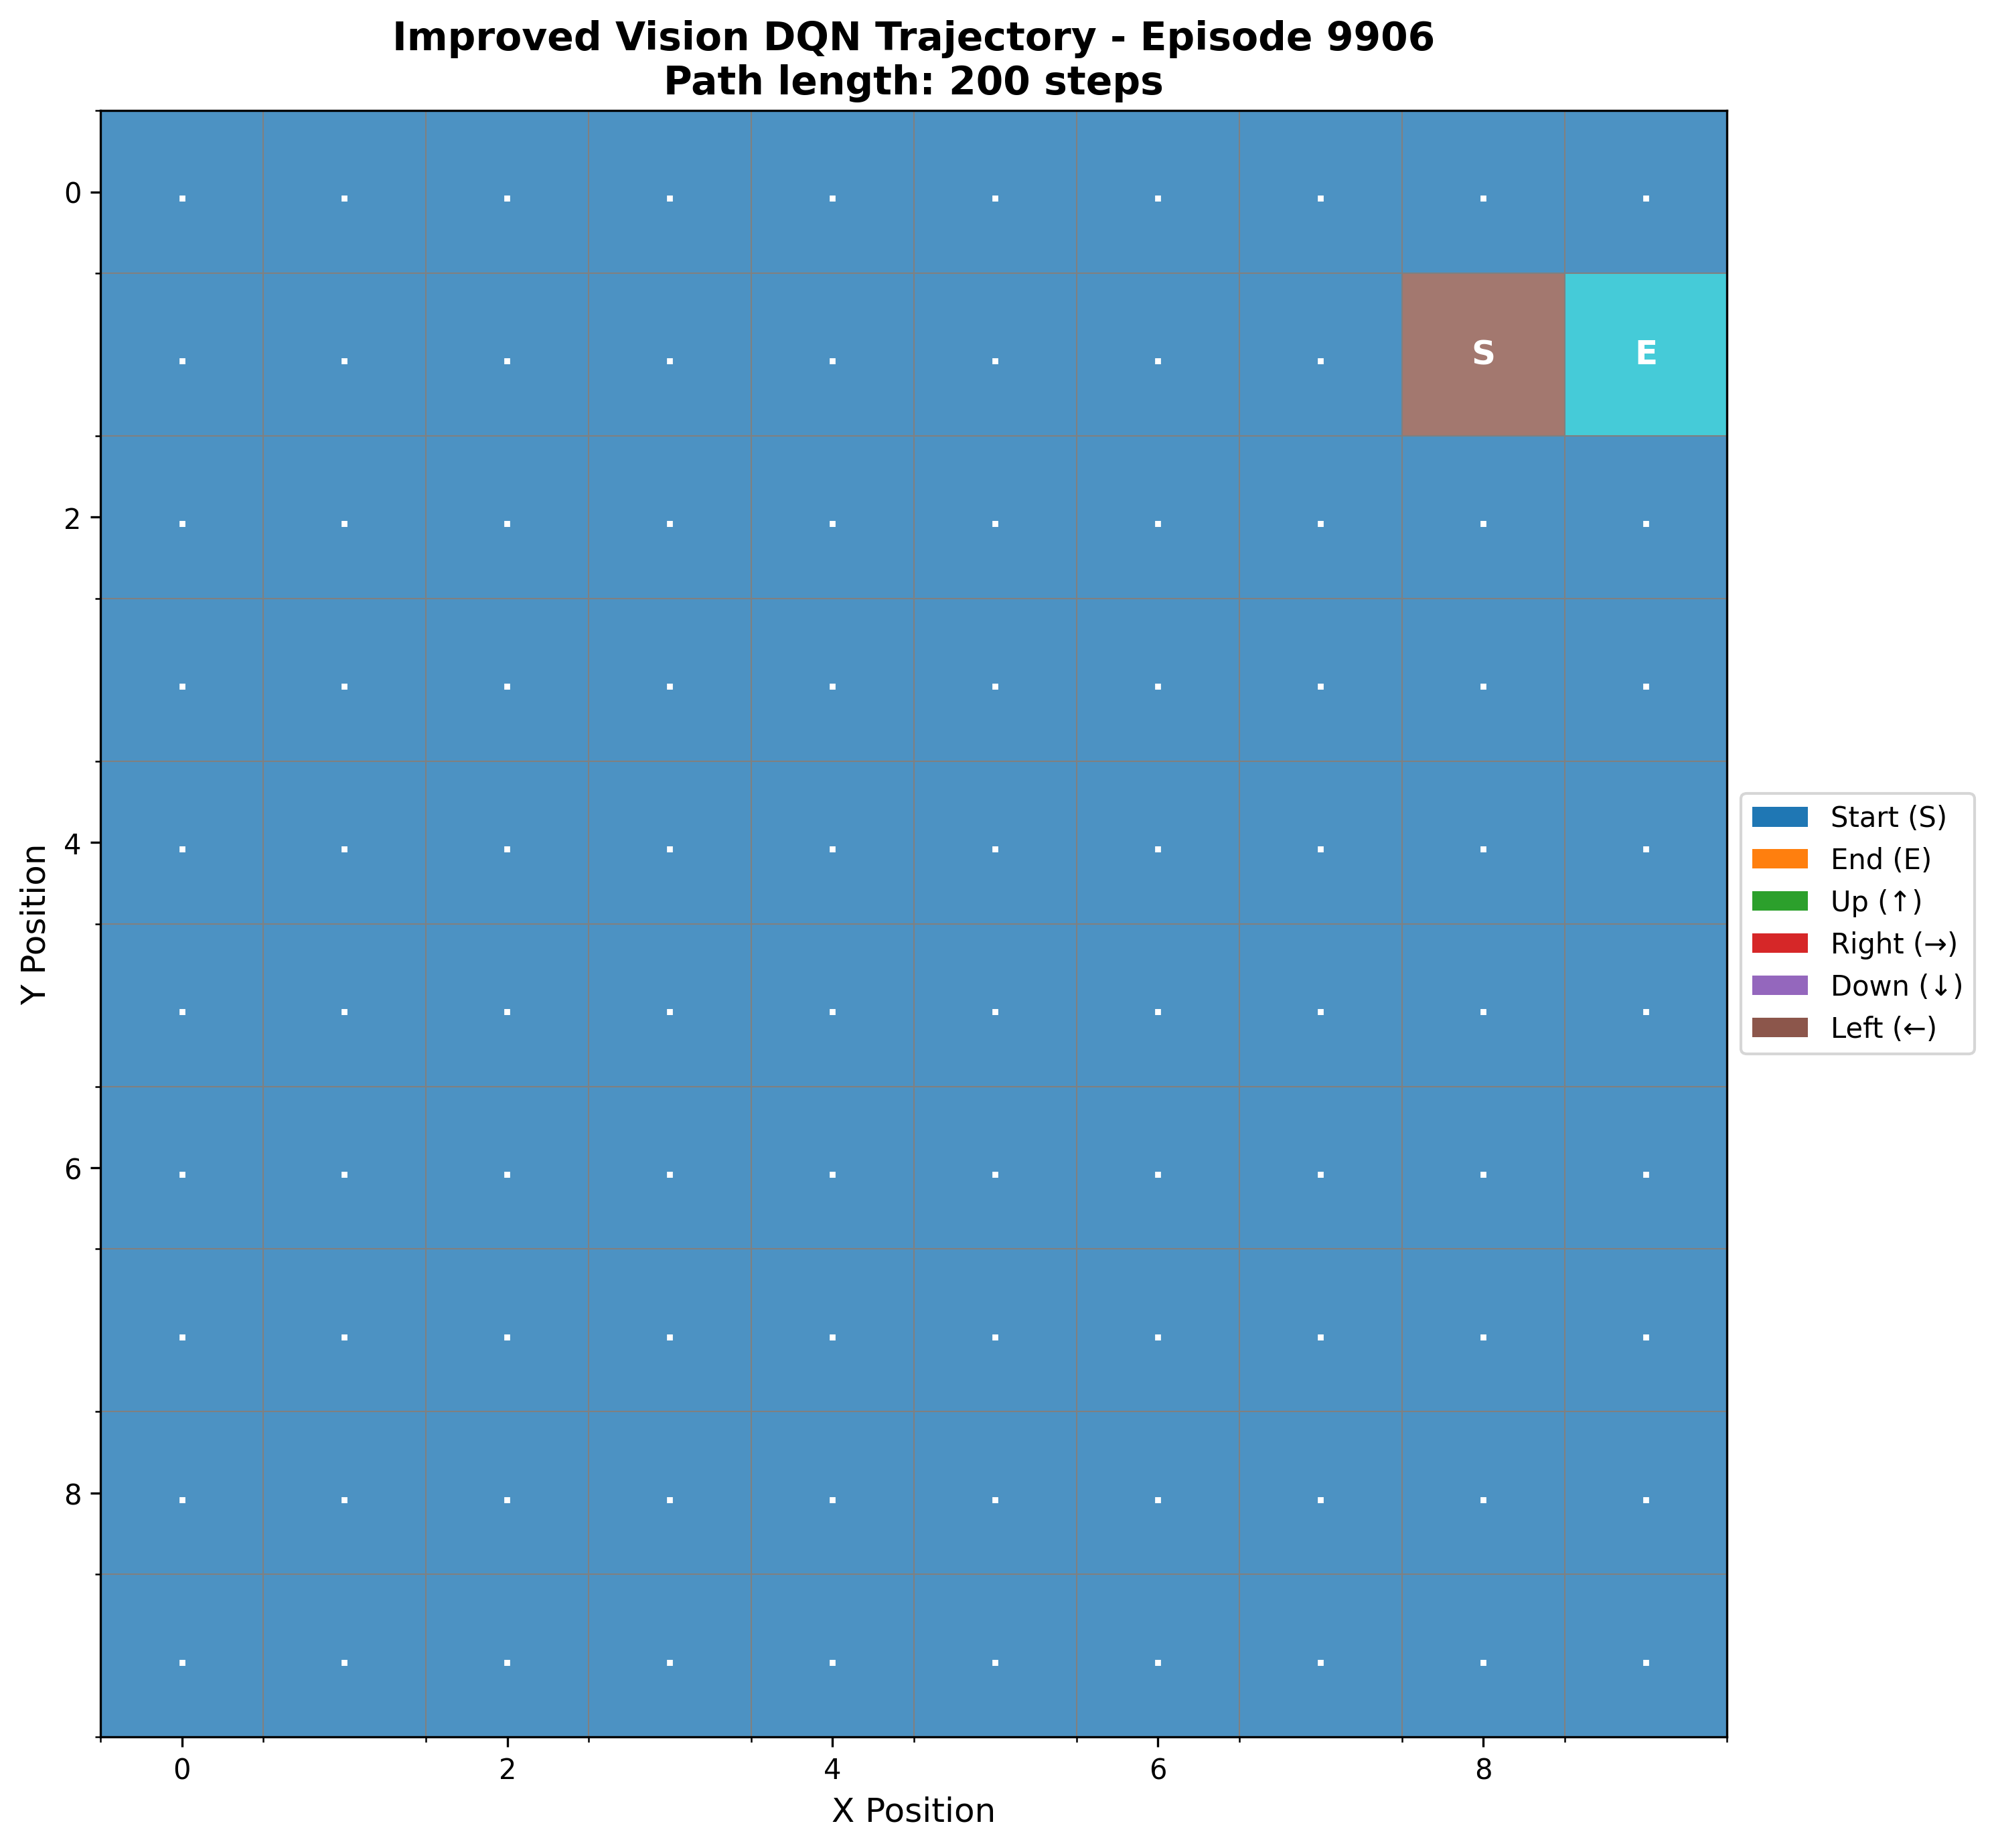 Improved Vision DQN Trajectory - Episode 9906
Path length: 200 steps
0
S E
2
4
6
8
Y Position
0 2 4 6 8
X Position
Start (S)
End (E)
Up (↑)
Right (→)
Down (↓)
Left (←)